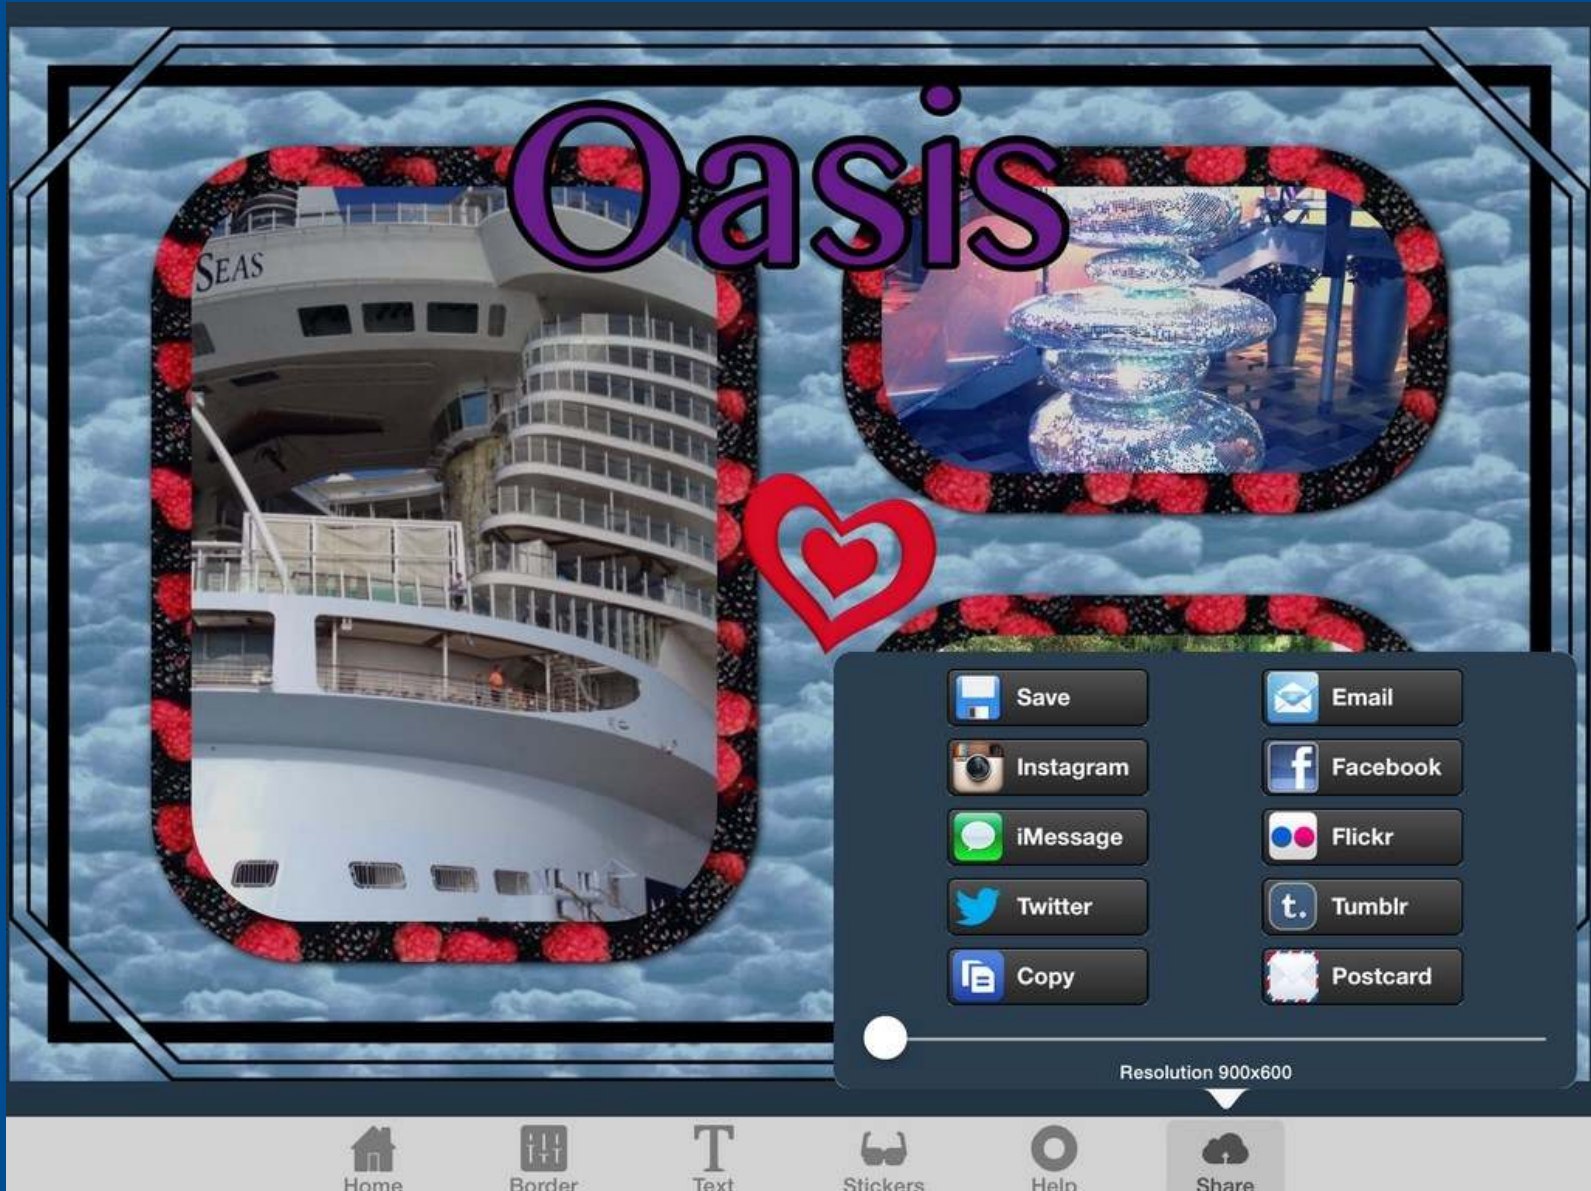 Oasis
SEAS
Save
Email
Instagram
Facebook
iMessage
Flickr
Twitter
Tumblr
Copy
Postcard
Resolution 900x600
Home
Border
Text
Stickers
Help
Share